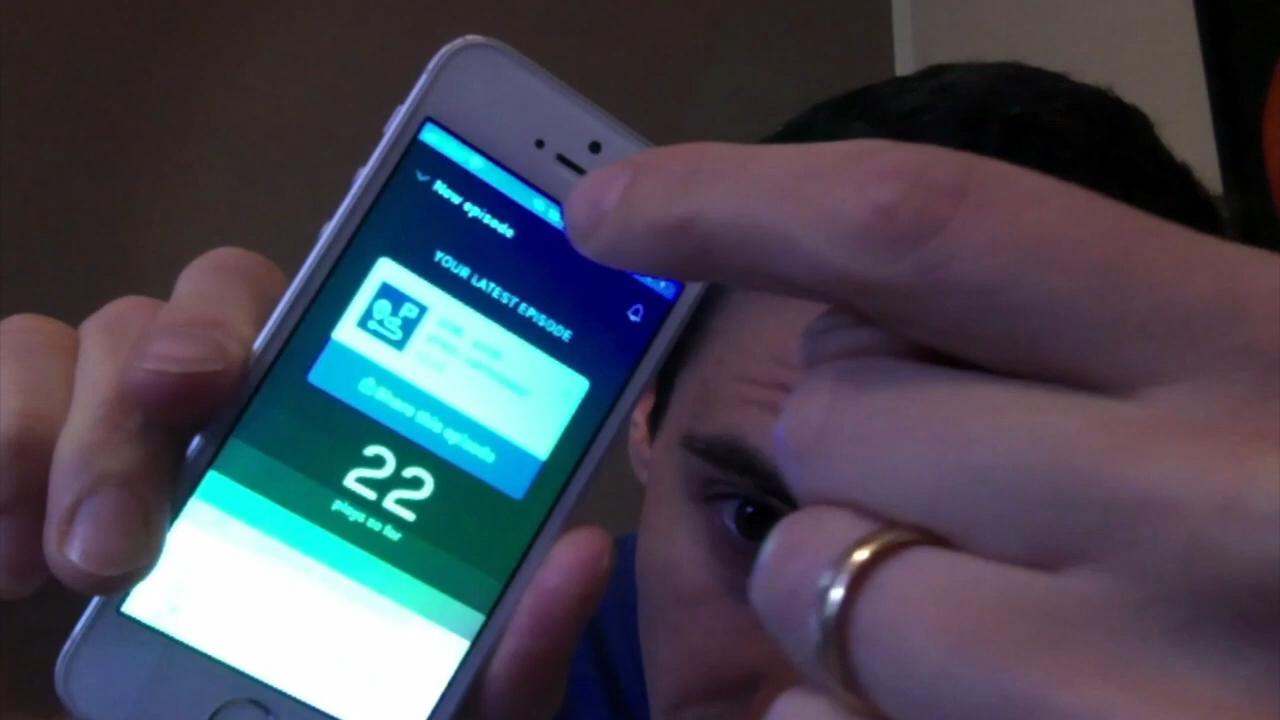 New episode
YOUR LATEST EPISODE
P
Share this episode
22
plays so far